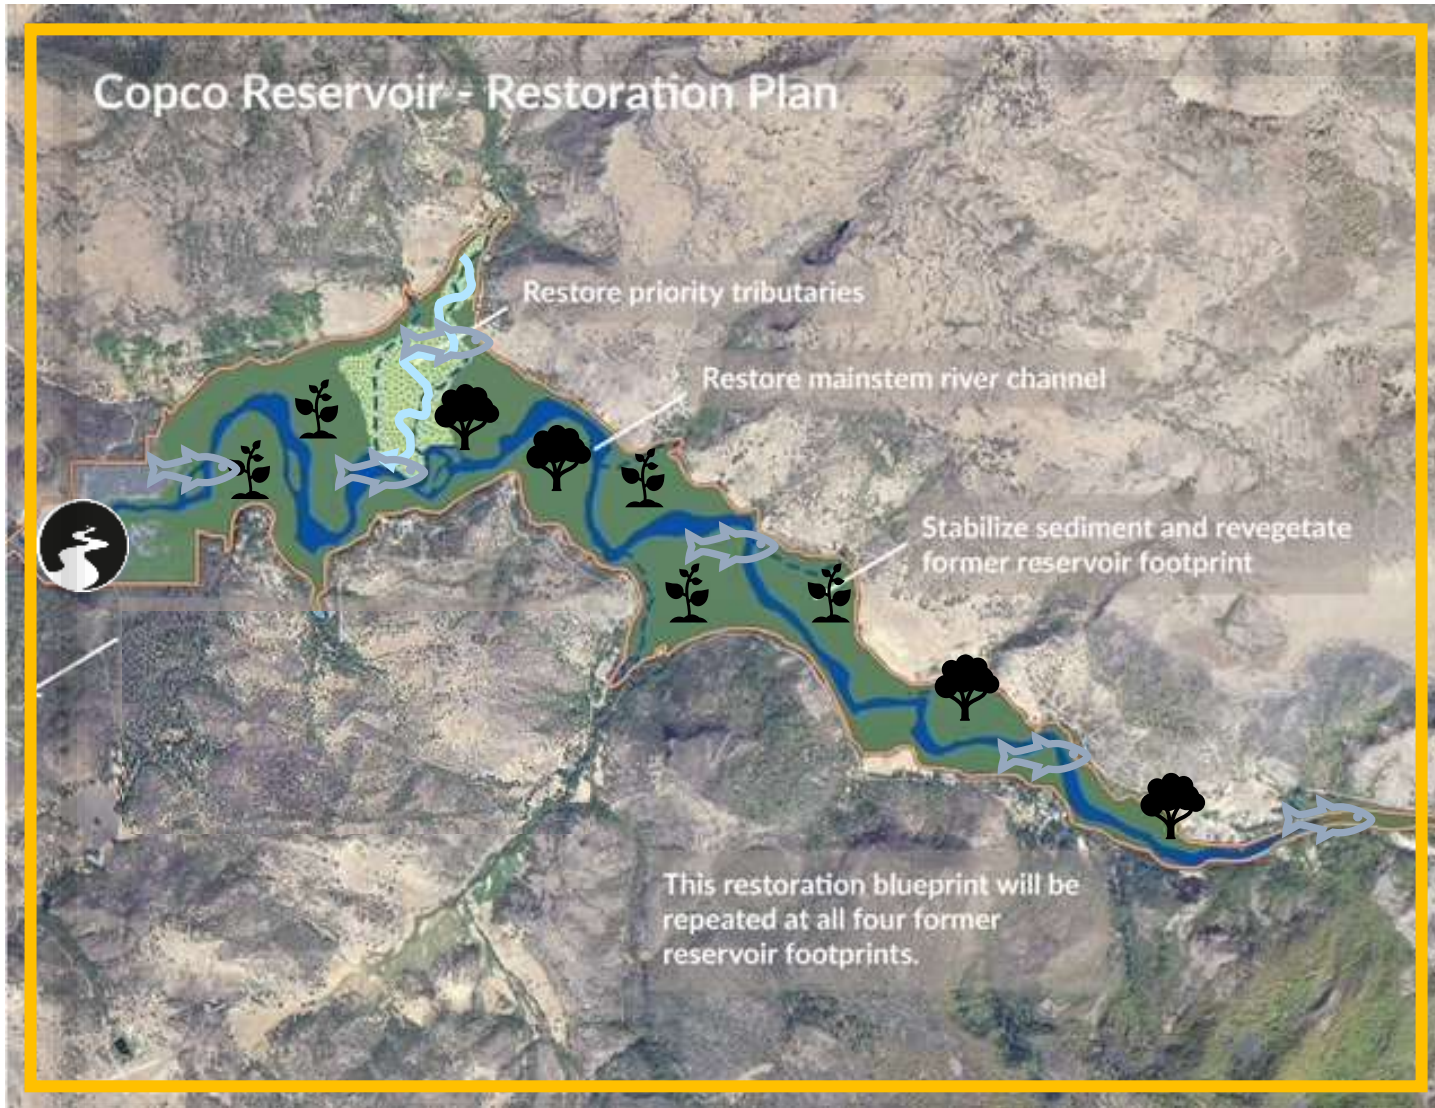 Copco Reservoir - Restoration Plan
Restore priority tributaries
Restore mainstem river channel
Stabilize sediment and revegetate
former reservoir footprint
This restoration blueprint will be
repeated at all four former
reservoir footprints.